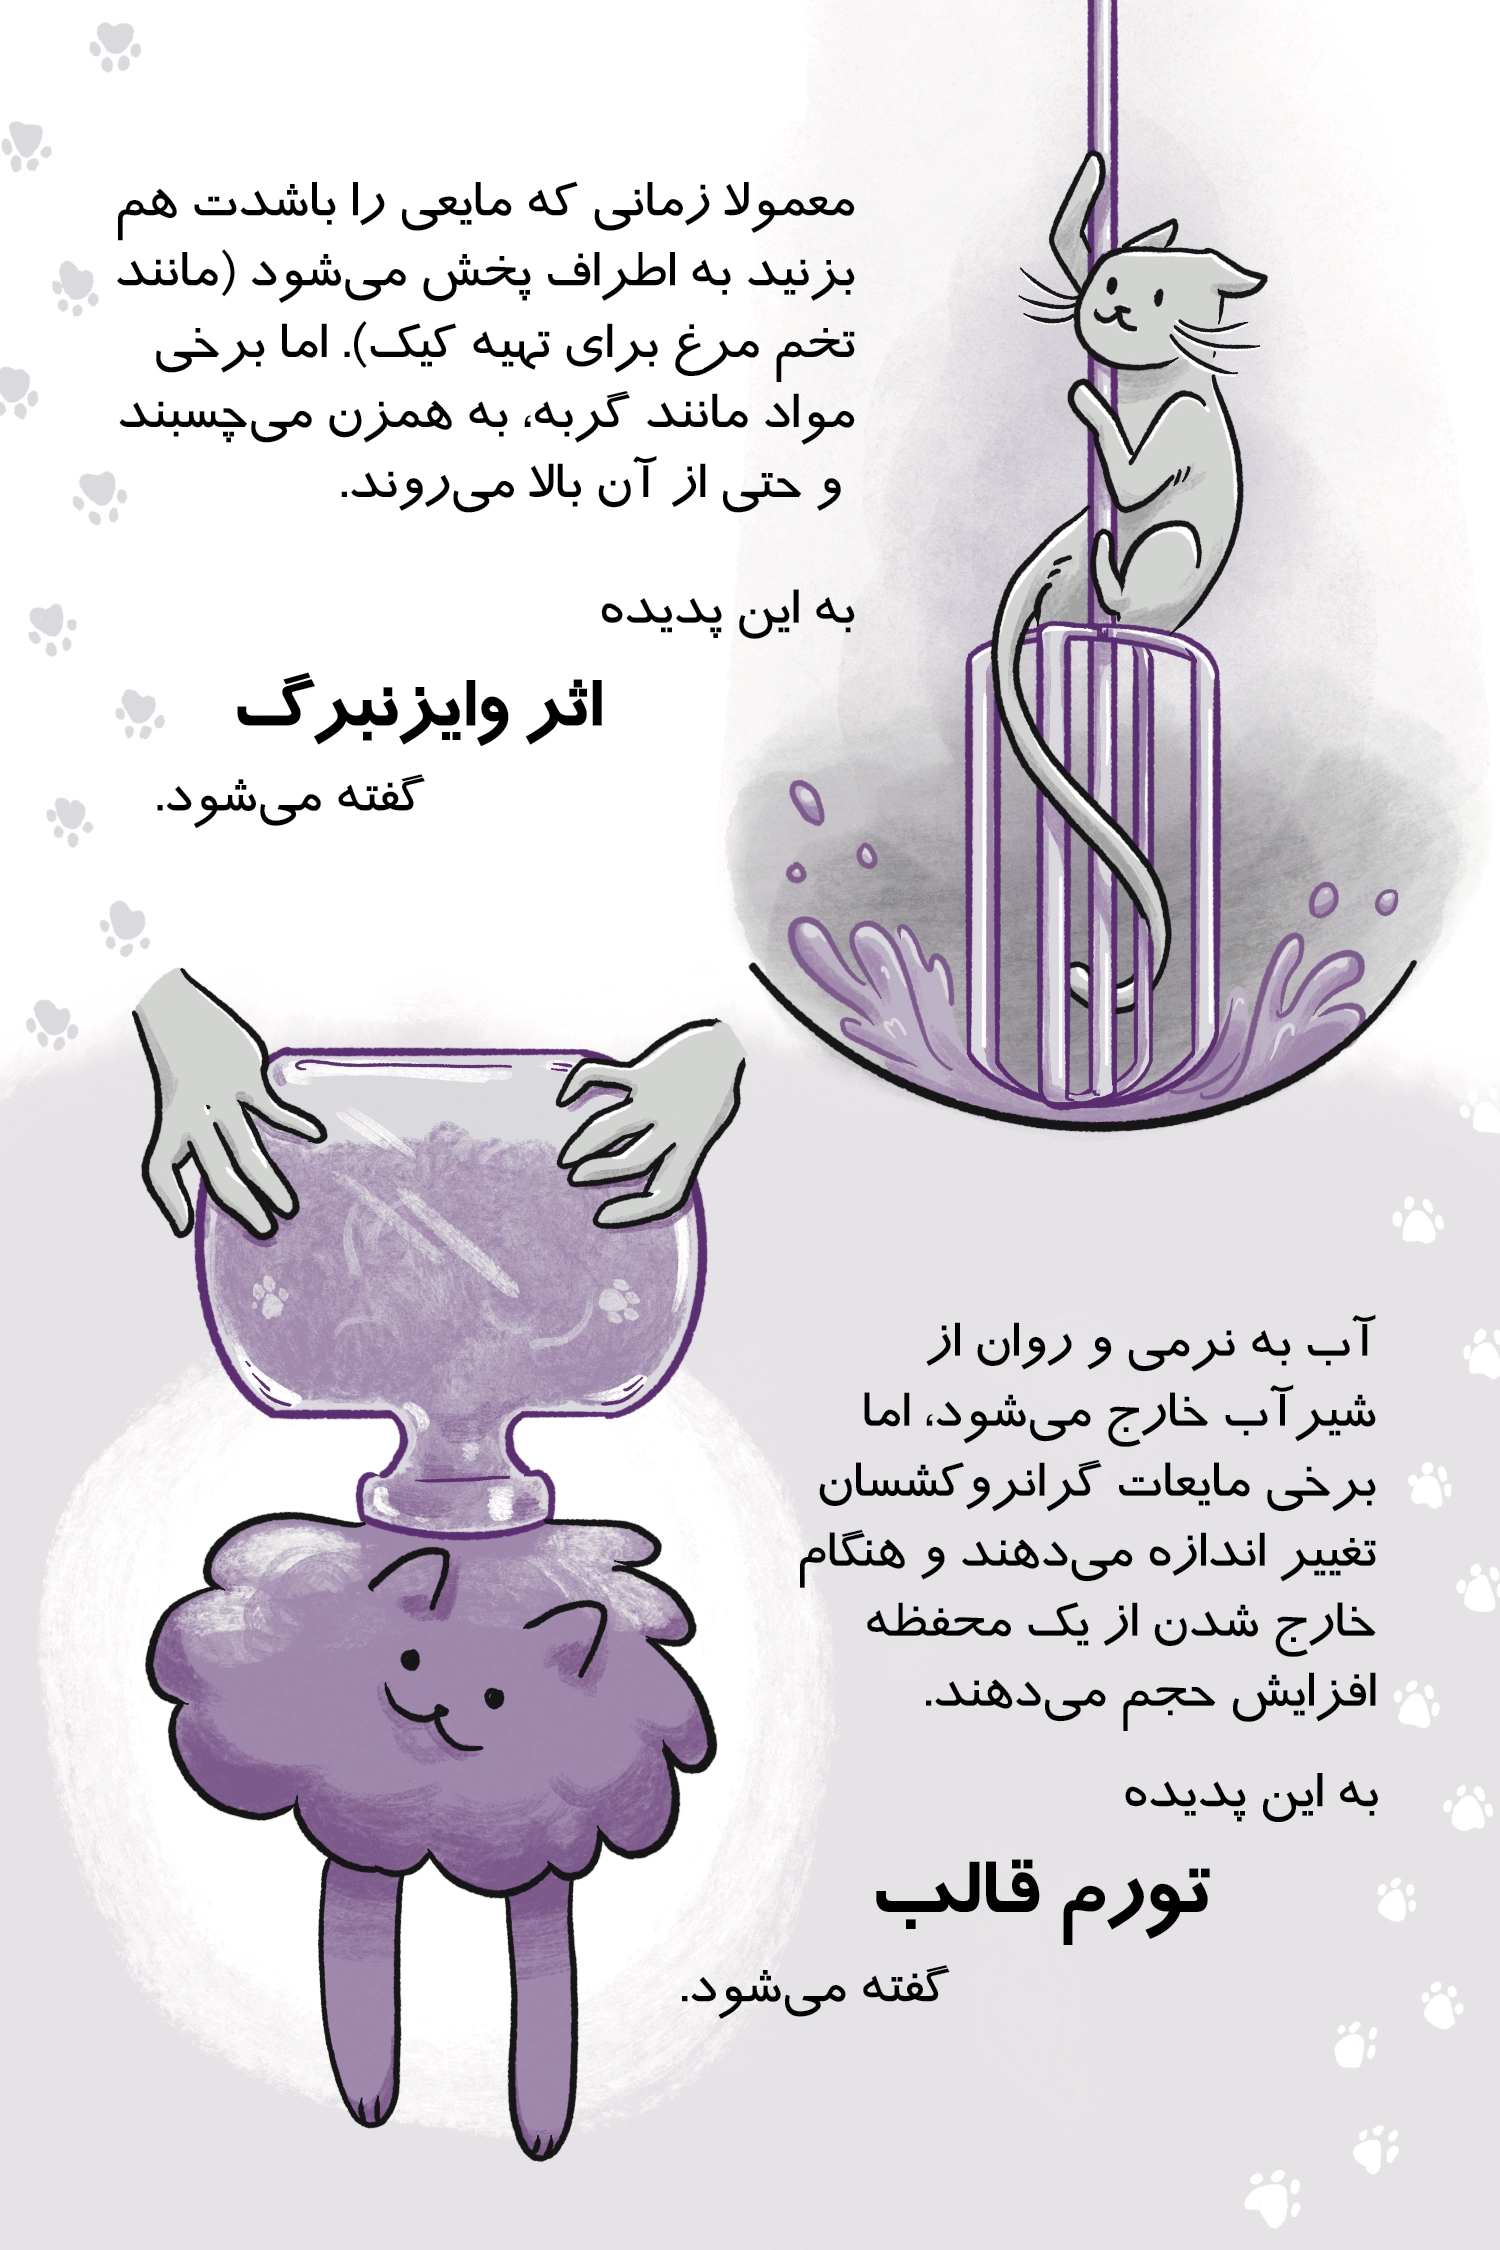 معمولا زمانی که مایعی را باشدت هم
بزنید به اطراف پخش می‌شود (مانند
تخم مرغ برای تهیه کیک). اما برخی
مواد مانند گربه، به همزن می‌چسبند
و حتی از آن بالا می‌روند.
به این پدیده
اثر وایزنبرگ
گفته می‌شود.
آب به نرمی و روان از
شیرآب خارج می‌شود، اما
برخی مایعات گرانروکشسان
تغییر اندازه می‌دهند و هنگام
خارج شدن از یک محفظه
افزایش حجم می‌دهند.
به این پدیده
تورم قالب
گفته می‌شود.